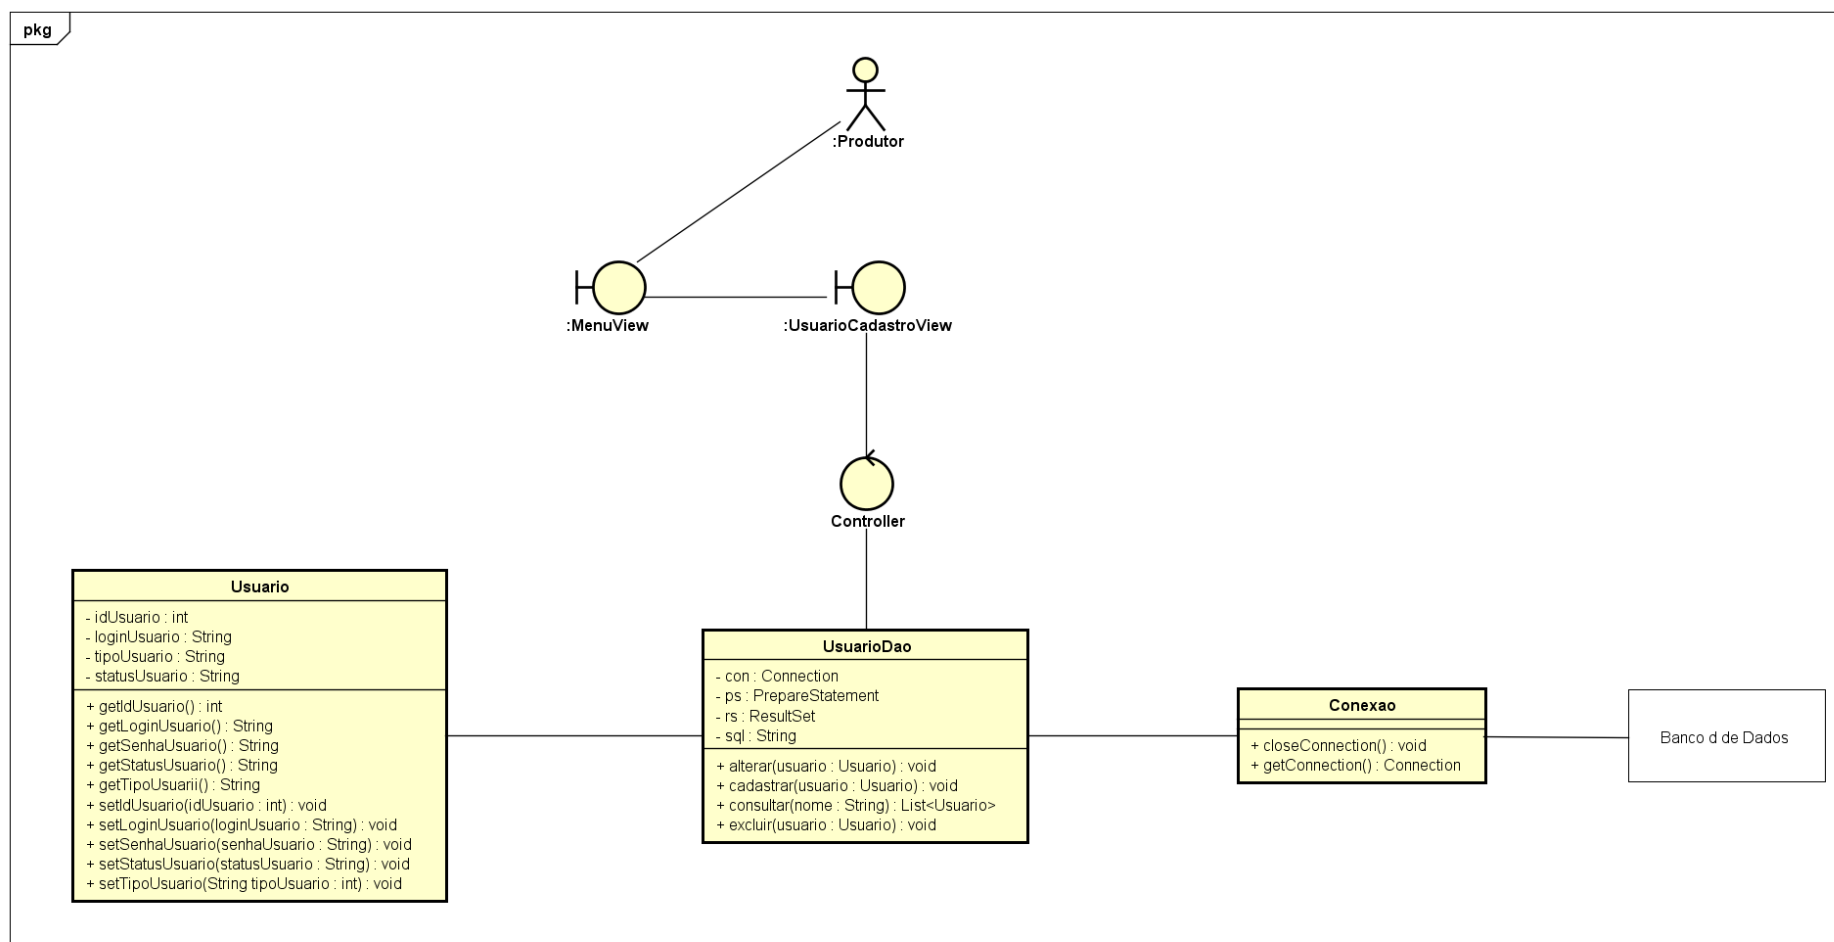 pkg
:Produtor
:MenuView
:UsuarioCadastroView
Controller
Usuario
- idUsuario : int
- loginUsuario : String
- tipoUsuario : String
- statusUsuario : String
+ getIdUsuario() : int
+ getLoginUsuario() : String
+ getSenhaUsuario() : String
+ getStatusUsuario() : String
+ getTipoUsuarii() : String
+ setIdUsuario(idUsuario : int) : void
+ setLoginUsuario(loginUsuario : String) : void
+ setSenhaUsuario(senhaUsuario : String) : void
+ setStatusUsuario(statusUsuario : String) : void
+ setTipoUsuario(String tipoUsuario : int) : void
UsuarioDao
- con : Connection
- ps : PrepareStatement
- rs : ResultSet
- sql : String
+ alterar(usuario : Usuario) : void
+ cadastrar(usuario : Usuario) : void
+ consultar(nome : String) : List<Usuario>
+ excluir(usuario : Usuario) : void
Conexao
+ closeConnection() : void
+ getConnection() : Connection
Banco d de Dados